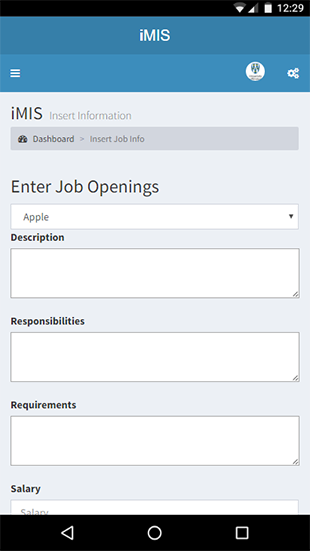 12:29
iMIS
iMIS Insert Information
Dashboard > Insert Job Info
Enter Job Openings
Apple
Description
Responsibilities
Requirements
Salary
Salary